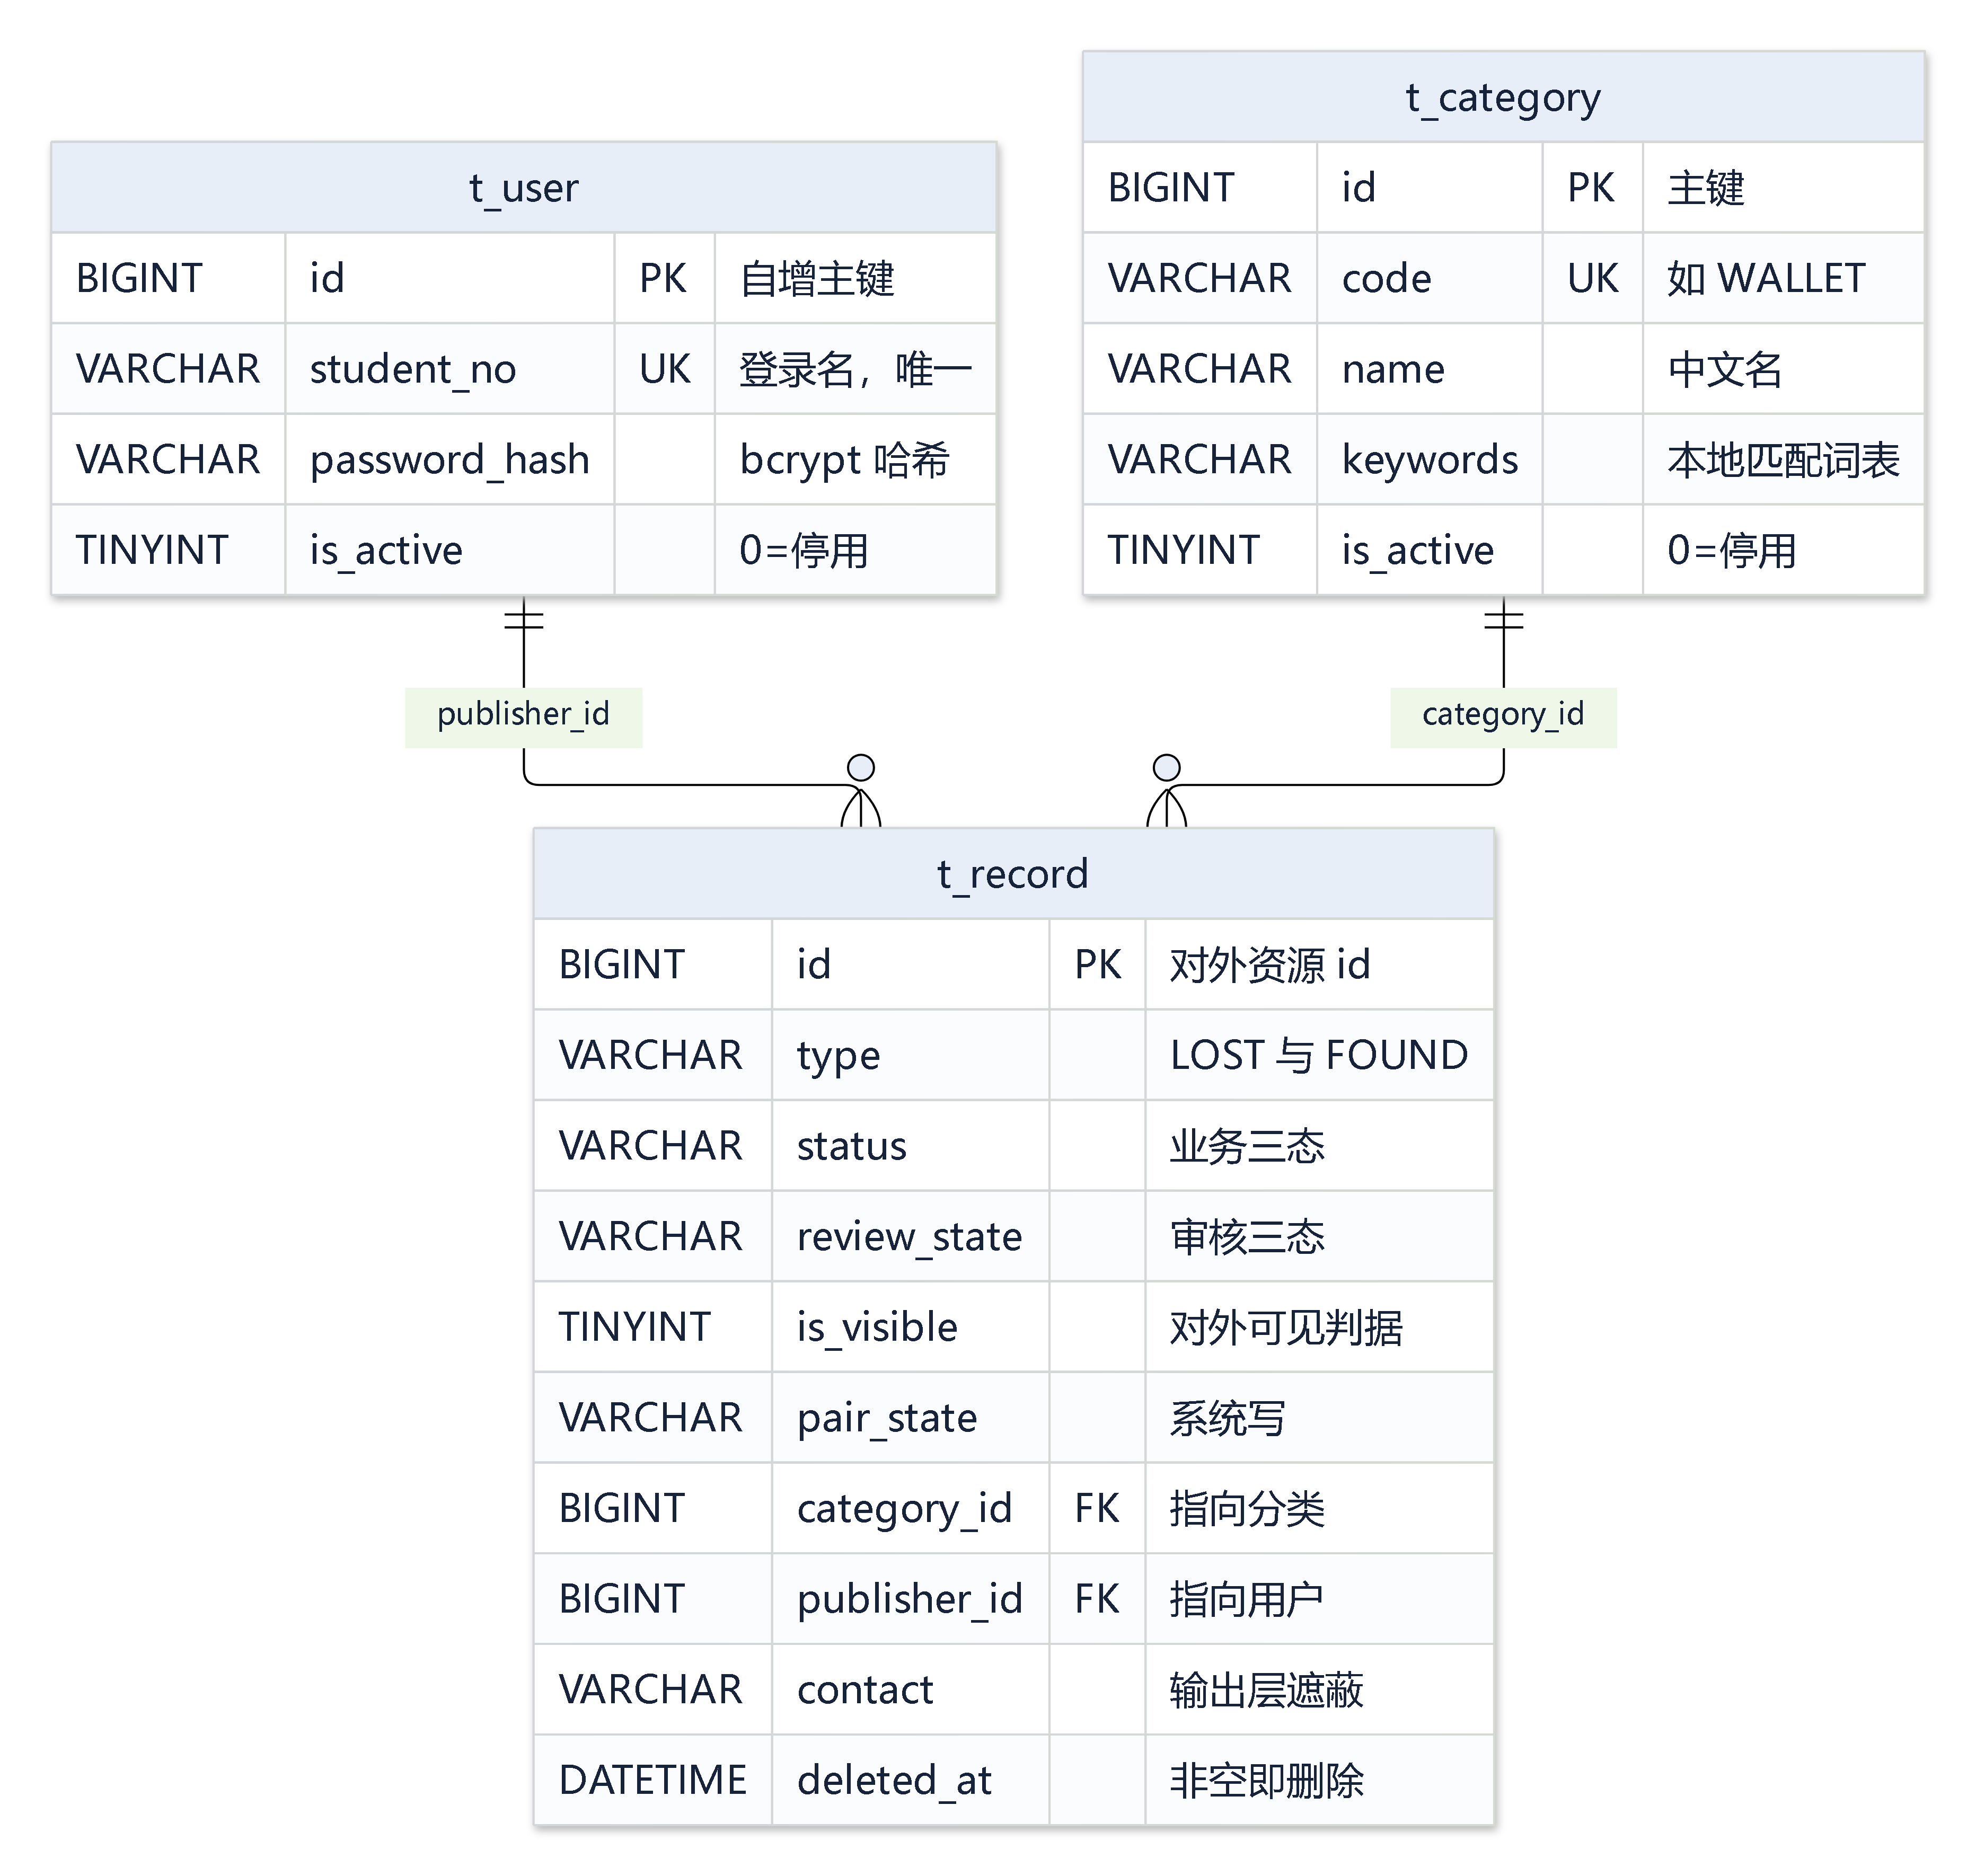 t_user
BIGINT id PK 自增主键
VARCHAR student_no UK 登录名，唯一
VARCHAR password_hash bcrypt 哈希
TINYINT is_active 0=停用
t_category
BIGINT id PK 主键
VARCHAR code UK 如 WALLET
VARCHAR name 中文名
VARCHAR keywords 本地匹配词表
TINYINT is_active 0=停用
publisher_id
category_id
t_record
BIGINT id PK 对外资源 id
VARCHAR type LOST 与 FOUND
VARCHAR status 业务三态
VARCHAR review_state 审核三态
TINYINT is_visible 对外可见判据
VARCHAR pair_state 系统写
BIGINT category_id FK 指向分类
BIGINT publisher_id FK 指向用户
VARCHAR contact 输出层遮蔽
DATETIME deleted_at 非空即删除